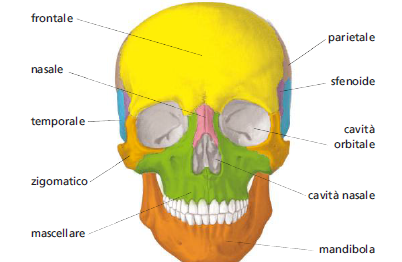 frontale
nasale
temporale
zigomatico
mascellare
parietale
sfenoide
cavità
orbitale
cavità nasale
mandibola